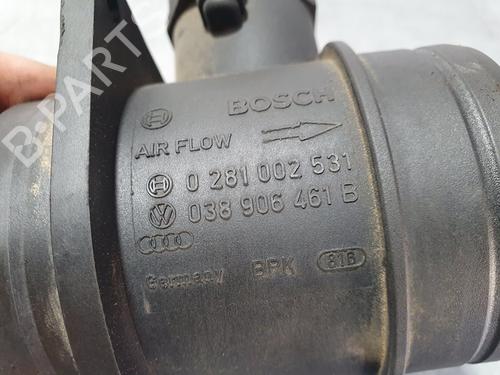 BOSCH
AIR FLOW
0 281 002 531
038 906 461 B
Germany BPK 816
B-PARTS